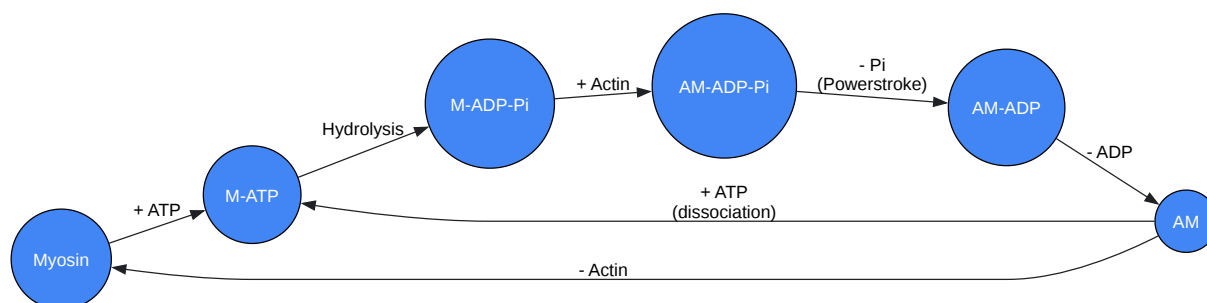 Myosin
+ ATP
M-ATP
Hydrolysis
M-ADP-Pi
+ Actin
AM-ADP-Pi
- Pi
(Powerstroke)
AM-ADP
- ADP
AM
+ ATP
(dissociation)
- Actin